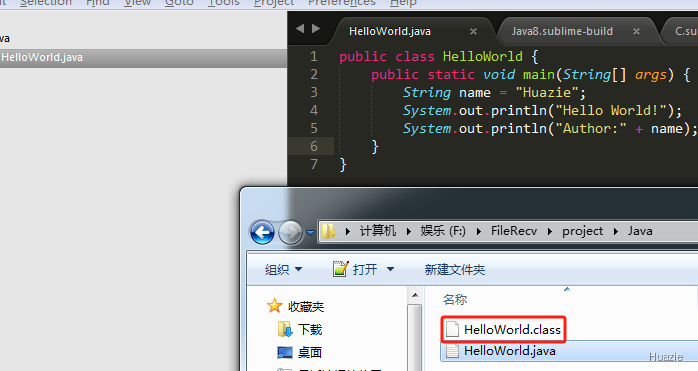 Selection Find View Goto Tools Project Preferences Help
HelloWorld.java
HelloWorld.java × Java8.sublime-build ×
1 public class HelloWorld {
2 public static void main(String[] args) {
3 String name = "Huazie";
4 System.out.println("Hello World!");
5 System.out.println("Author:" + name);
6 }
7 }
计算机 娱乐 (F:) FileRecv project Java
组织 打开 新建文件夹
名称
收藏夹
下载
桌面
HelloWorld.class
HelloWorld.java
Huazie